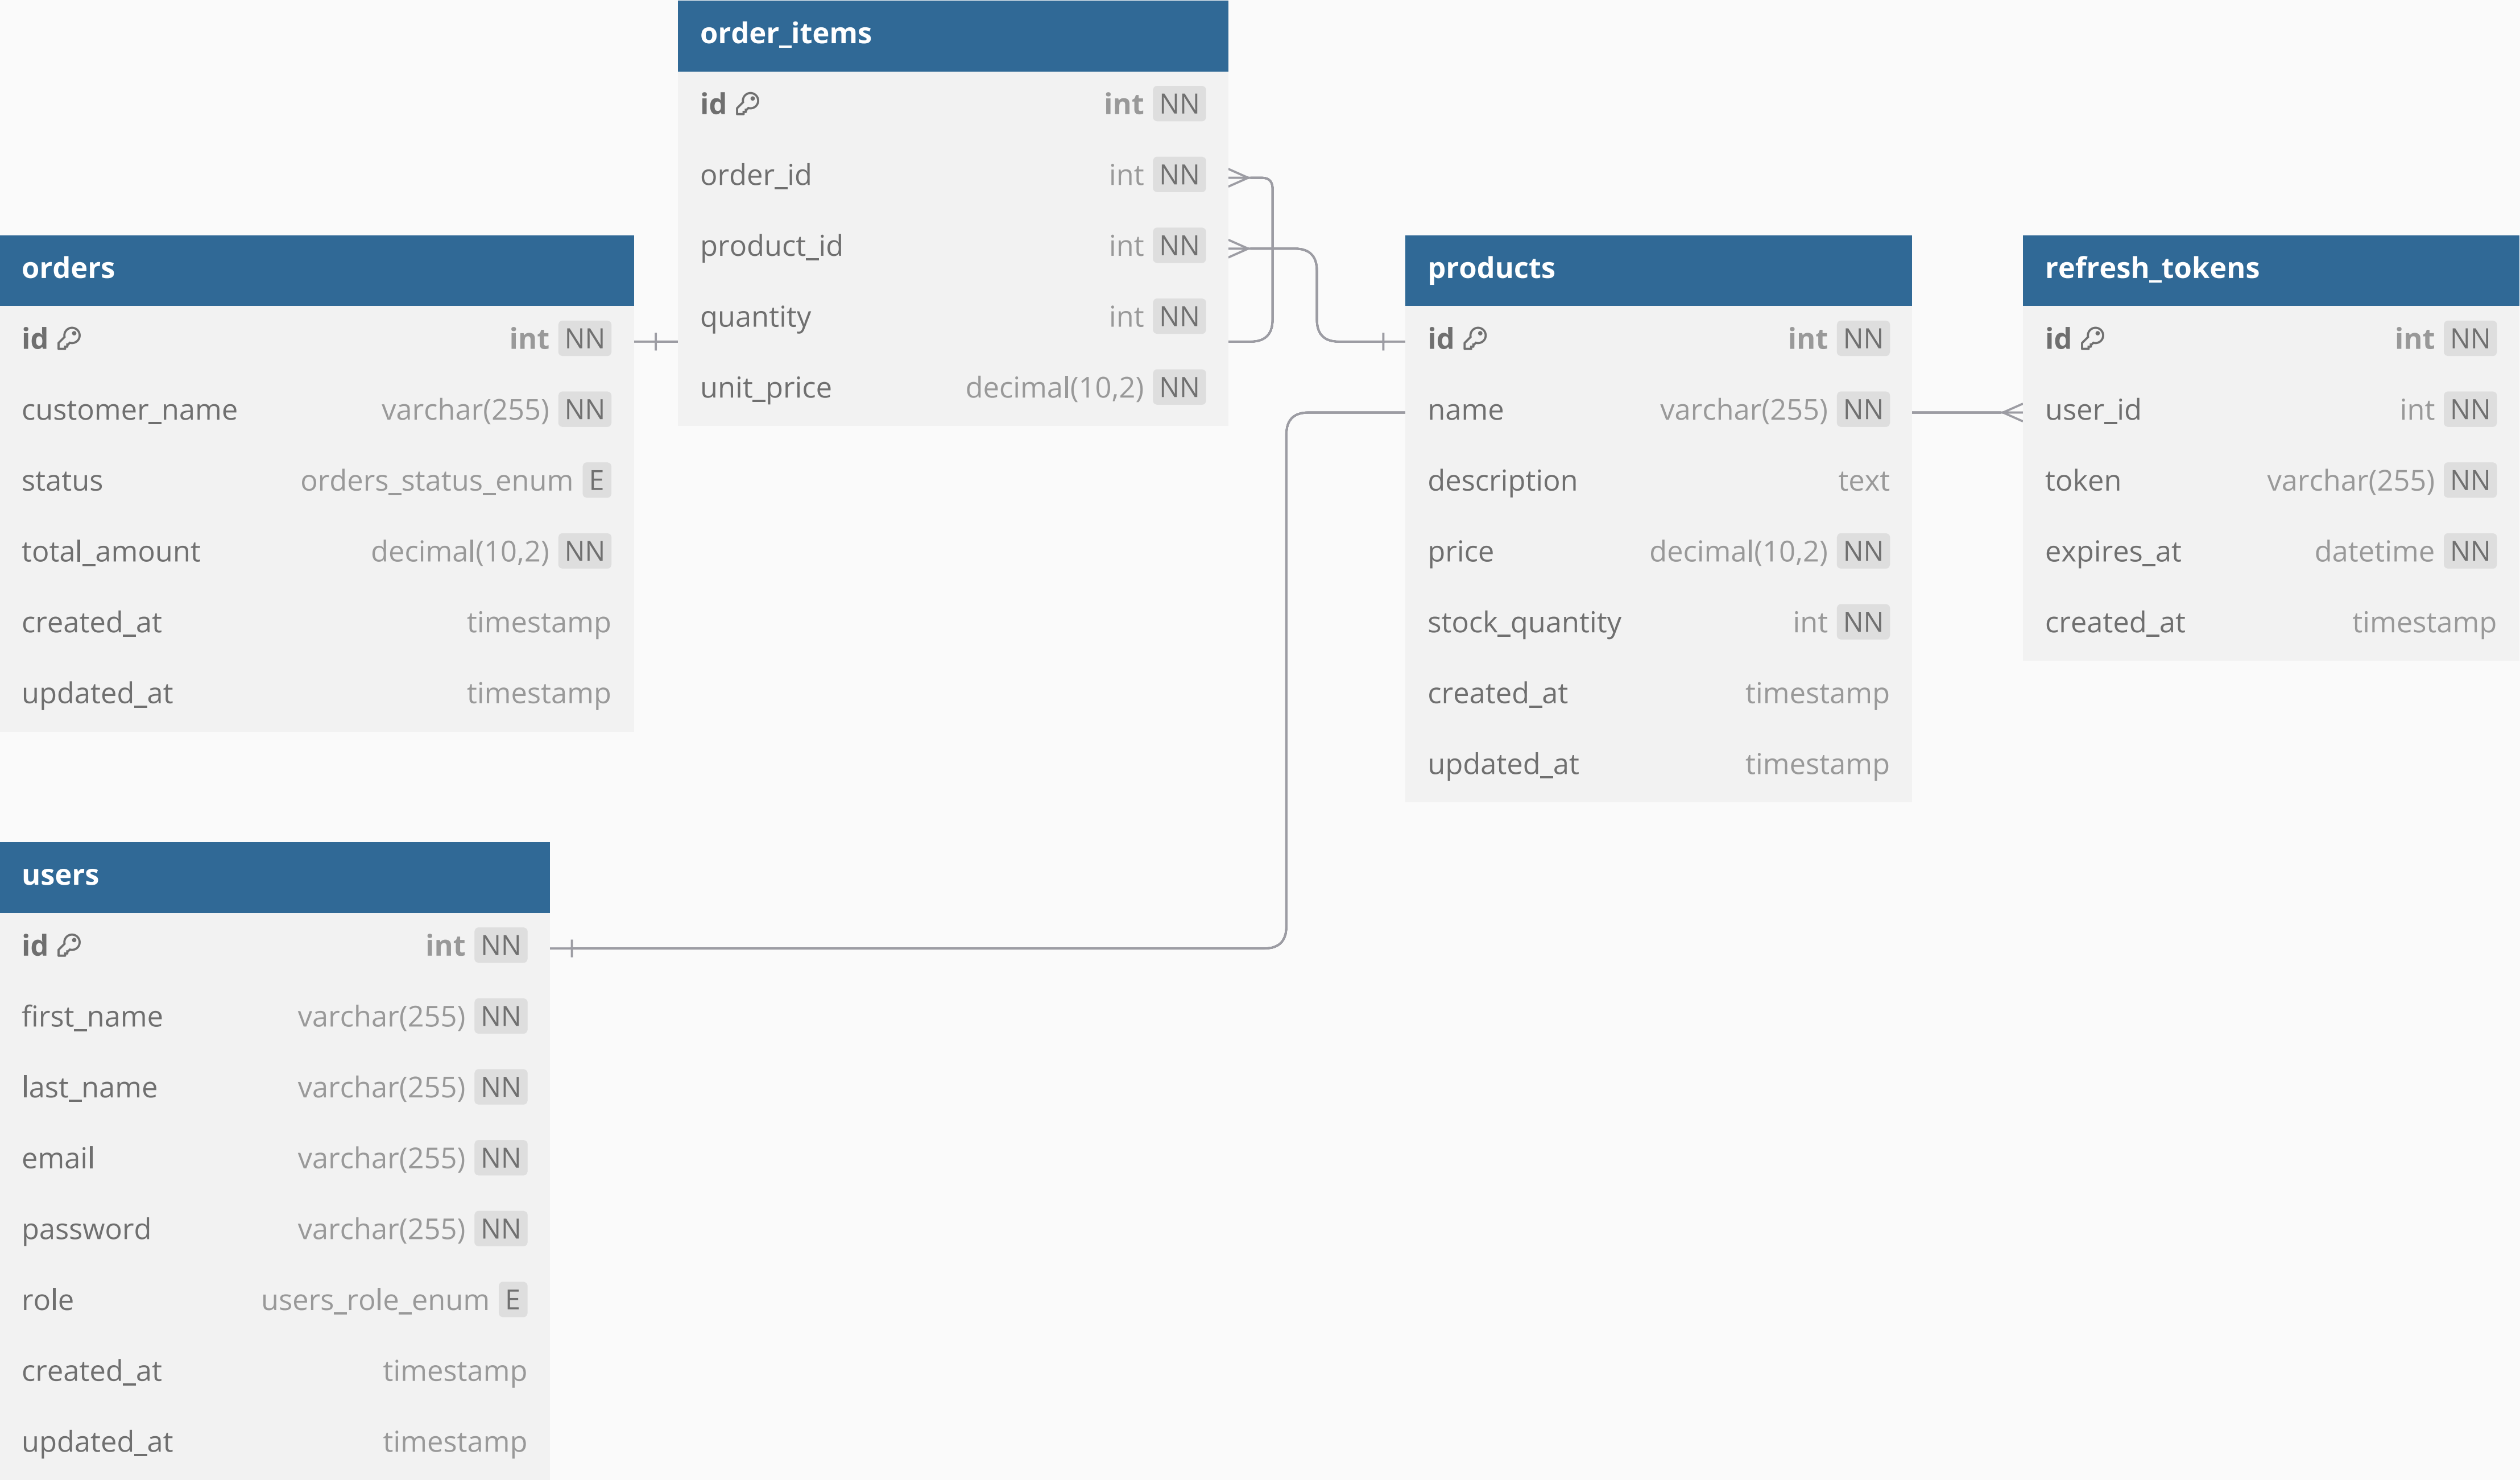 order_items
id int NN
order_id int NN
product_id int NN
quantity int NN
unit_price decimal(10,2) NN
orders
id int NN
customer_name varchar(255) NN
status orders_status_enum E
total_amount decimal(10,2) NN
created_at timestamp
updated_at timestamp
products
id int NN
name varchar(255) NN
description text
price decimal(10,2) NN
stock_quantity int NN
created_at timestamp
updated_at timestamp
refresh_tokens
id int NN
user_id int NN
token varchar(255) NN
expires_at datetime NN
created_at timestamp
users
id int NN
first_name varchar(255) NN
last_name varchar(255) NN
email varchar(255) NN
password varchar(255) NN
role users_role_enum E
created_at timestamp
updated_at timestamp